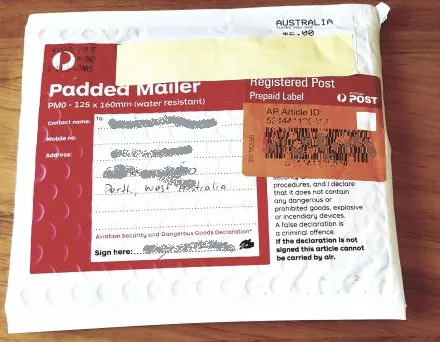 AUSTRALIA
$5.00
Padded Mailer
PM0 - 125 x 160mm (water resistant)
Registered Post
Prepaid Label
POST
AP Article ID
Contact name:
To:
Mobile no:
Address:
Perth, West Australia
procedures, and I declare
that it does not contain
any dangerous or
prohibited goods, explosive
or incendiary devices.
A false declaration is
a criminal offence.
If the declaration is not
signed this article cannot
be carried by air.
Aviation Security and Dangerous Goods Declaration*
Sign here: